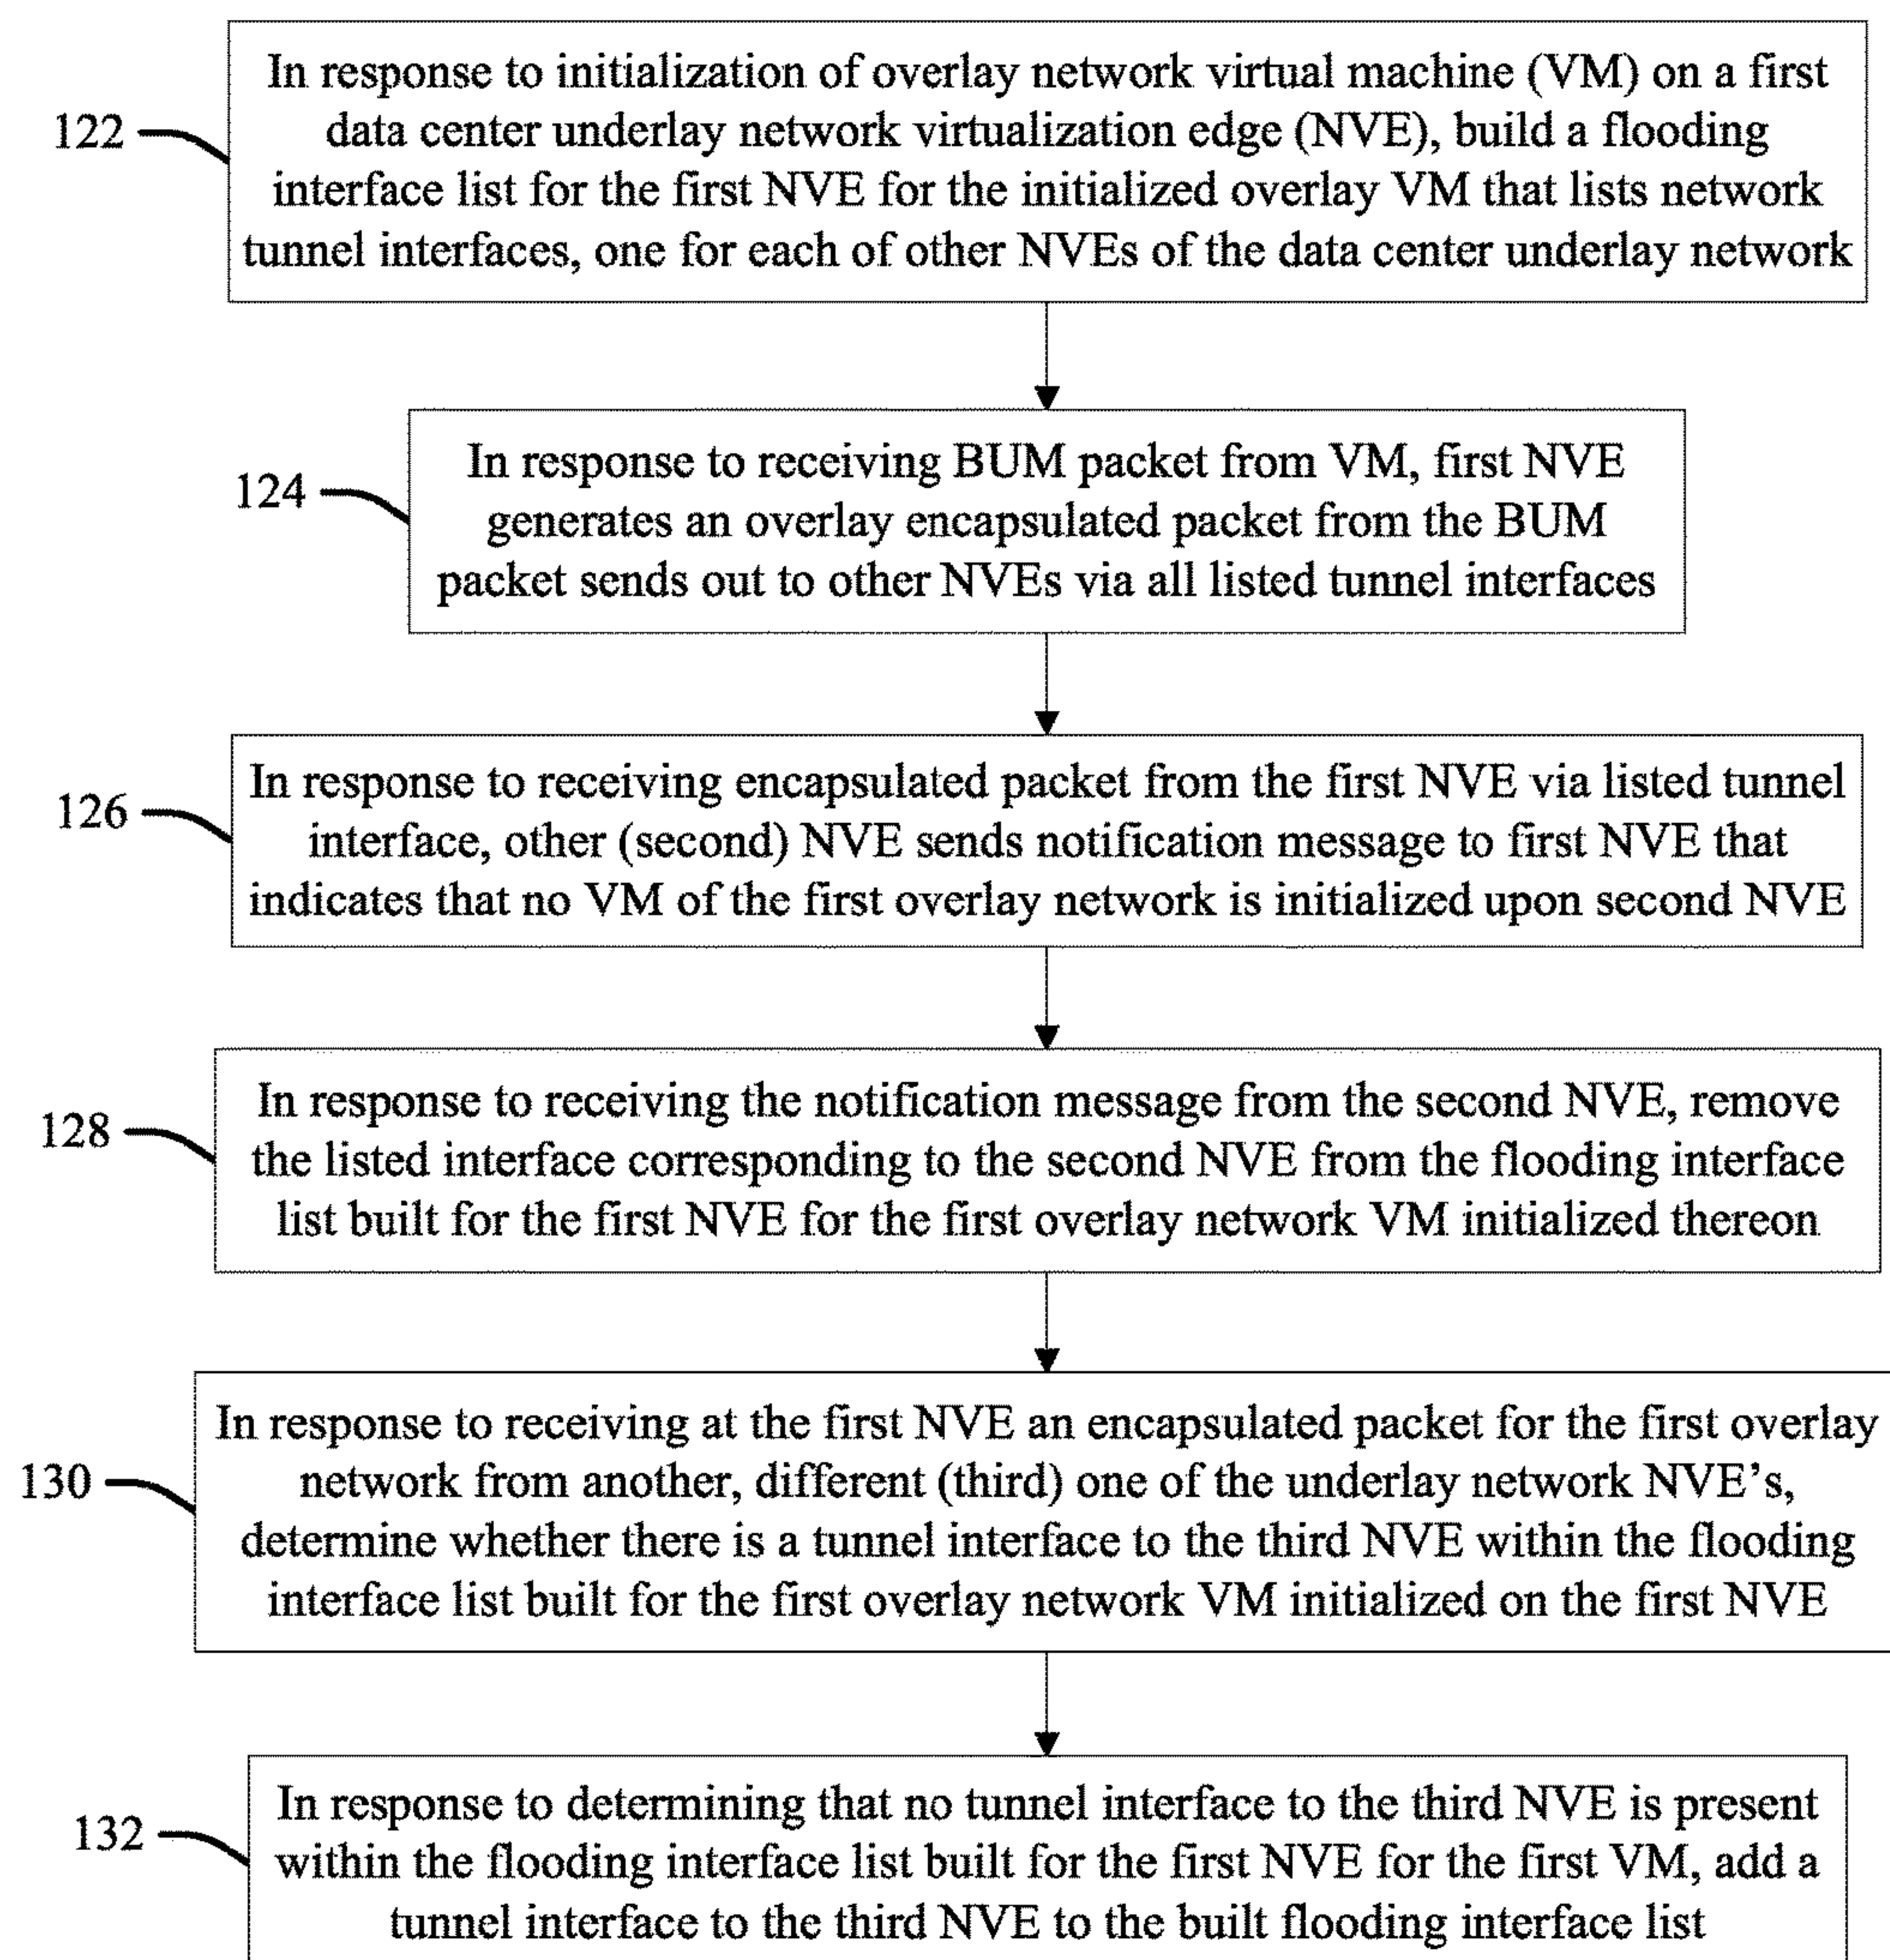 In response to initialization of overlay network virtual machine (VM) on a first
data center underlay network virtualization edge (NVE), build a flooding
interface list for the first NVE for the initialized overlay VM that lists network
tunnel interfaces, one for each of other NVEs of the data center underlay network
122
In response to receiving BUM packet from VM, first NVE
generates an overlay encapsulated packet from the BUM
packet sends out to other NVEs via all listed tunnel interfaces
124
In response to receiving encapsulated packet from the first NVE via listed tunnel
interface, other (second) NVE sends notification message to first NVE that
indicates that no VM of the first overlay network is initialized upon second NVE
126
In response to receiving the notification message from the second NVE, remove
the listed interface corresponding to the second NVE from the flooding interface
list built for the first NVE for the first overlay network VM initialized thereon
128
In response to receiving at the first NVE an encapsulated packet for the first overlay
network from another, different (third) one of the underlay network NVE's,
determine whether there is a tunnel interface to the third NVE within the flooding
interface list built for the first overlay network VM initialized on the first NVE
130
In response to determining that no tunnel interface to the third NVE is present
within the flooding interface list built for the first NVE for the first VM, add a
tunnel interface to the third NVE to the built flooding interface list
132